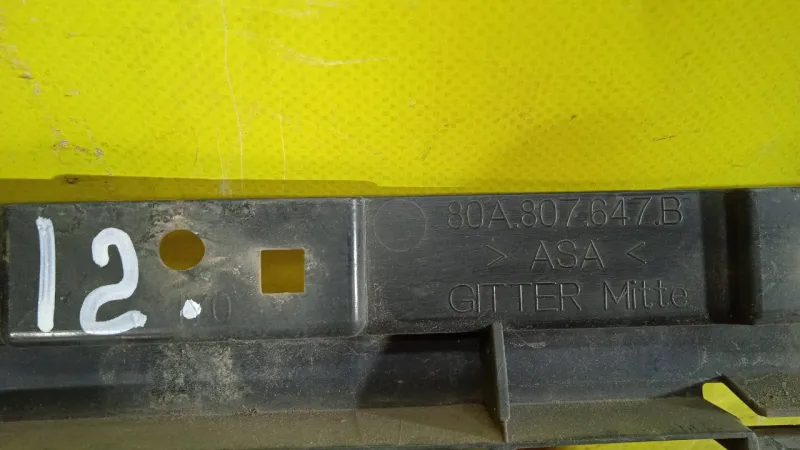 80A.807.647.B
> ASA <
GITTER Mitte
12.